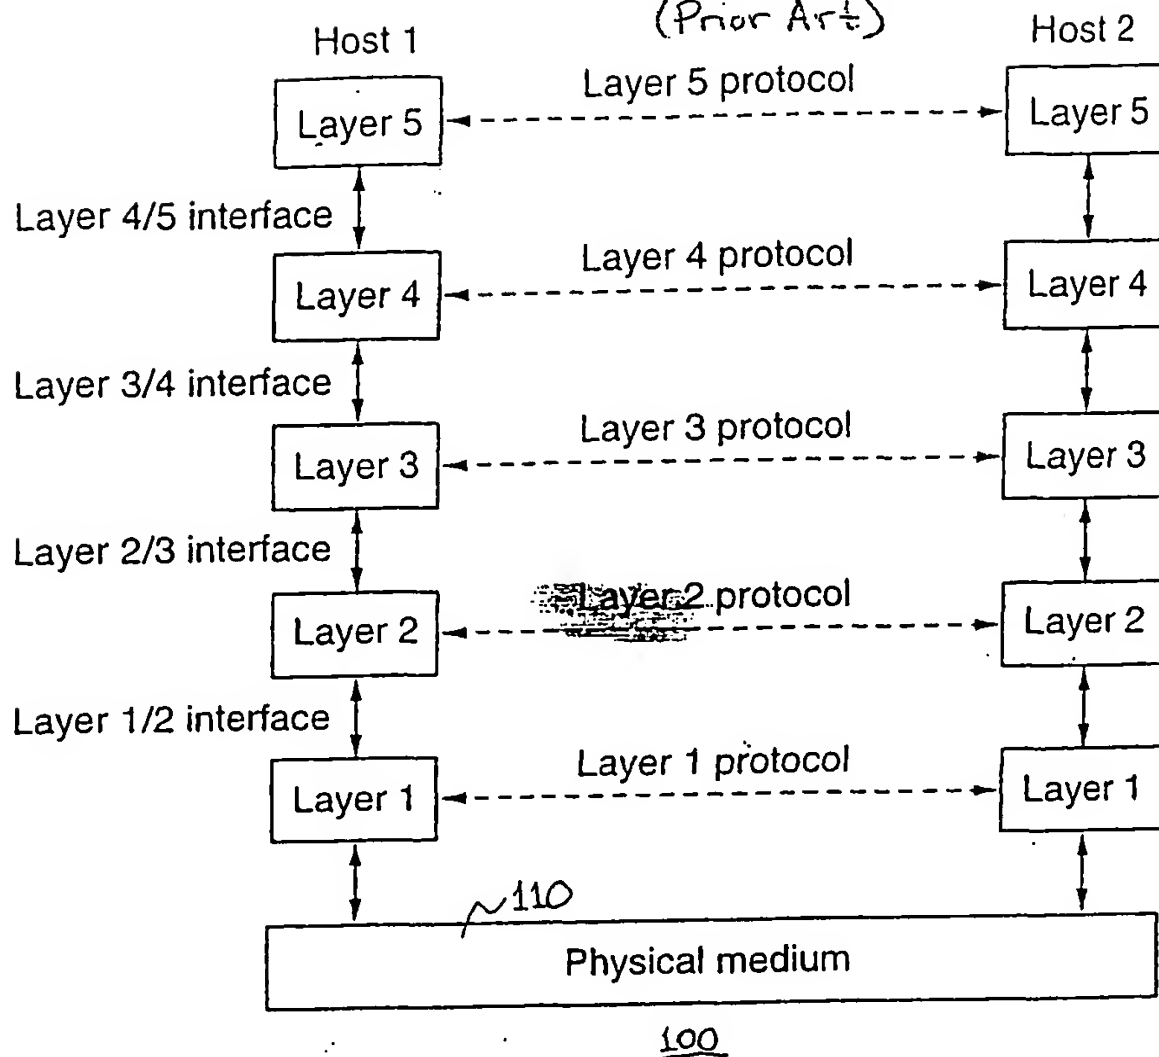 (Prior Art)
Host 1
Host 2
Layer 5 protocol
Layer 5
Layer 5
Layer 4/5 interface
Layer 4 protocol
Layer 4
Layer 4
Layer 3/4 interface
Layer 3 protocol
Layer 3
Layer 3
Layer 2/3 interface
Layer 2 protocol
Layer 2
Layer 2
Layer 1/2 interface
Layer 1 protocol
Layer 1
Layer 1
110
Physical medium
100